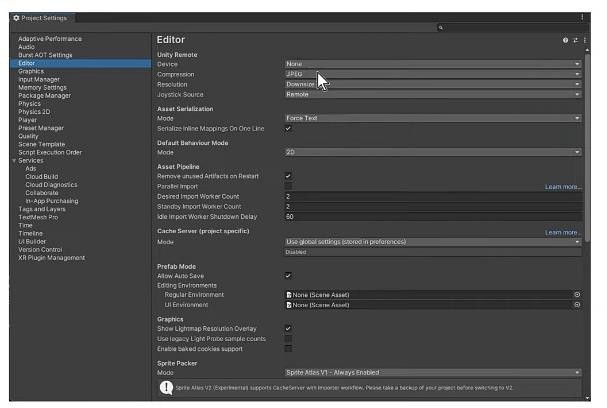 Project Settings
Adaptive Performance
Audio
Burst AOT Settings
Editor
Graphics
Input Manager
Memory Settings
Package Manager
Physics
Physics 2D
Player
Preset Manager
Quality
Scene Template
Script Execution Order
Services
Ads
Cloud Build
Cloud Diagnostics
Collaborate
In-App Purchasing
Tags and Layers
TextMesh Pro
Time
Timeline
UI Builder
Version Control
XR Plugin Management
Editor
Unity Remote
Device None
Compression JPEG
Resolution Downsize
Joystick Source Remote
Asset Serialization
Mode Force Text
Serialize Inline Mappings On One Line
Default Behaviour Mode
Mode 2D
Asset Pipeline
Remove unused Artifacts on Restart
Parallel Import Learn more...
Desired Import Worker Count 2
Standby Import Worker Count 2
Idle Import Worker Shutdown Delay 60
Cache Server (project specific) Learn more...
Mode Use global settings (stored in preferences)
Disabled
Prefab Mode
Allow Auto Save
Editing Environments
Regular Environment None (Scene Asset)
UI Environment None (Scene Asset)
Graphics
Show Lightmap Resolution Overlay
Use legacy Light Probe sample counts
Enable baked cookies support
Sprite Packer
Mode Sprite Atlas V1 - Always Enabled
Sprite Atlas V2 (Experimental) supports CacheServer with Importer workflow. Please take a backup of your project before switching to V2.